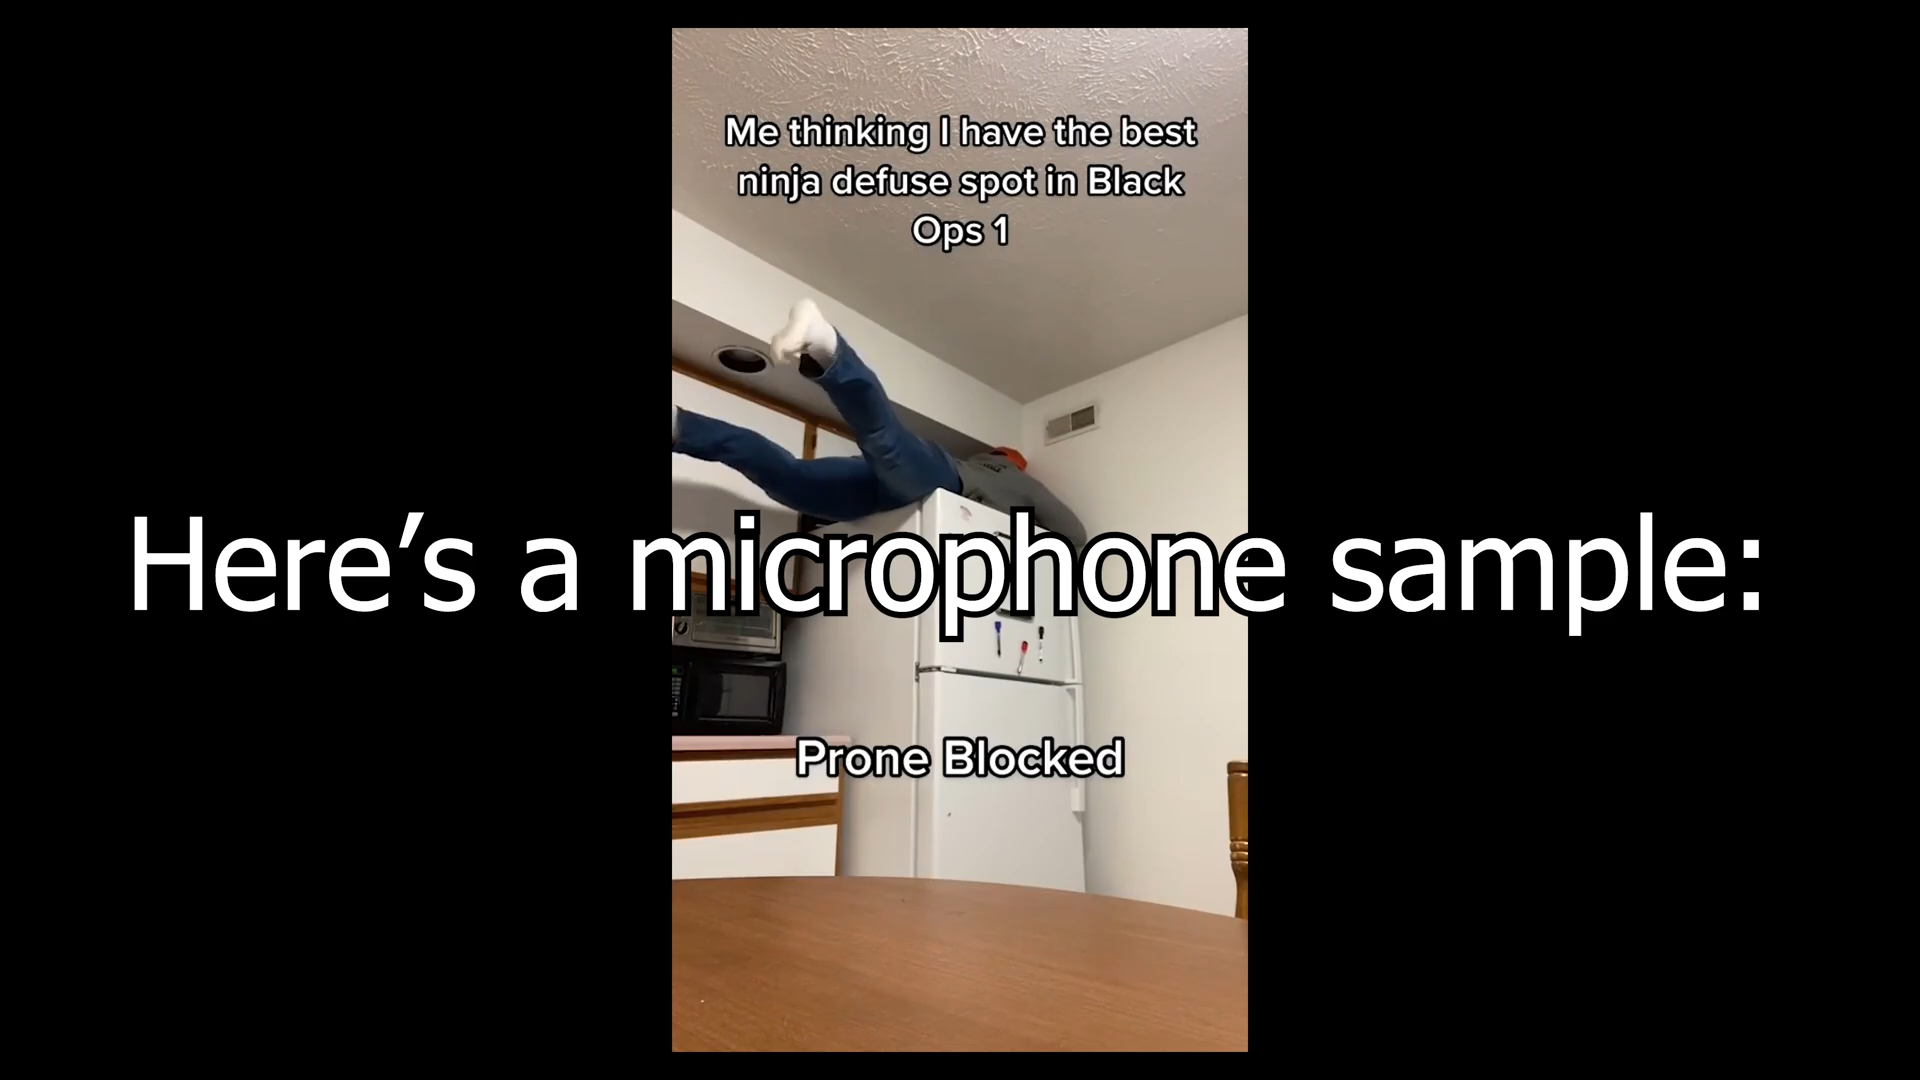 Me thinking I have the best
ninja defuse spot in Black
Ops 1
Here's a microphone sample:
Prone Blocked